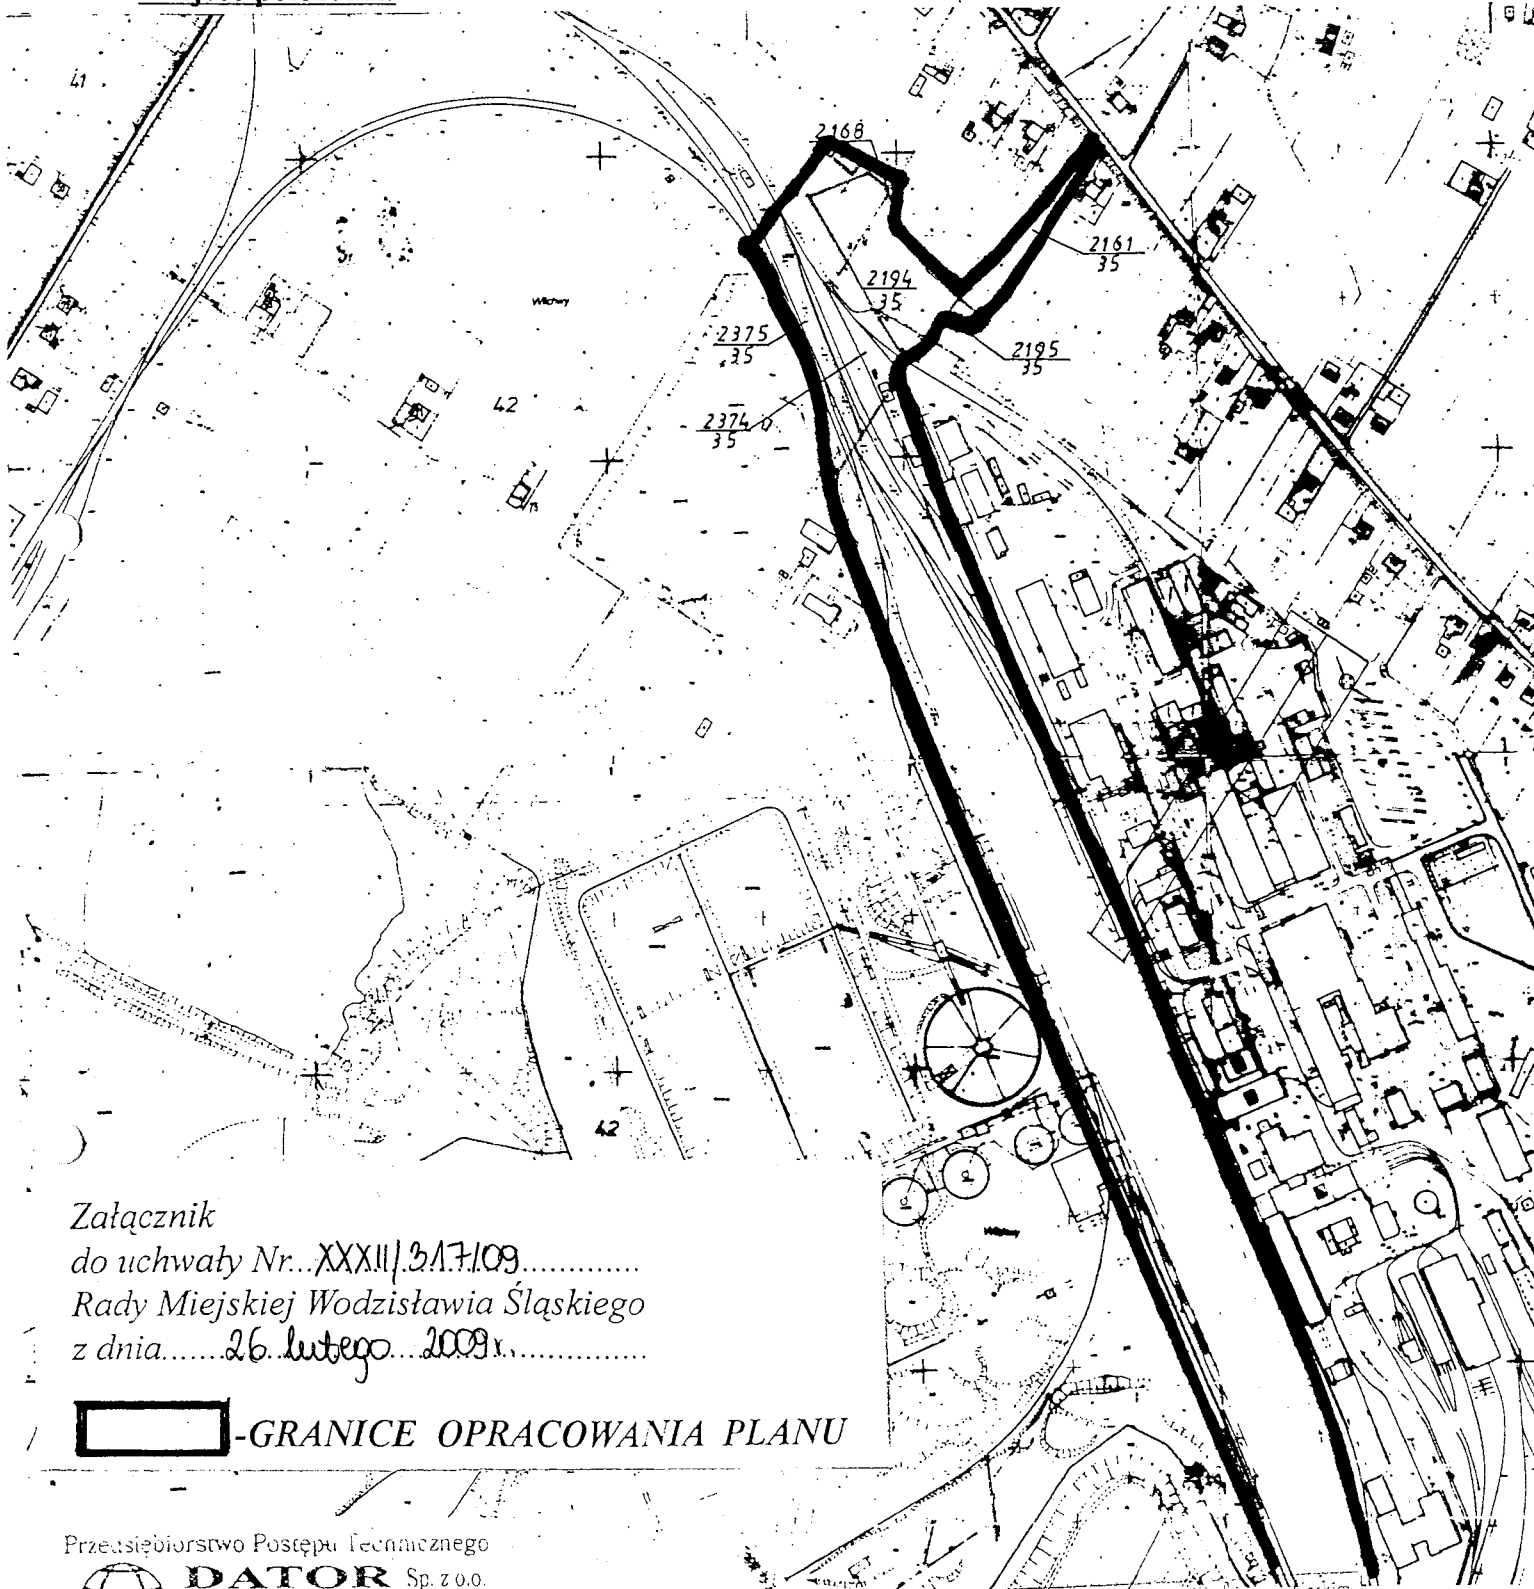 41
2168
2161
35
2194
35
2375
35
2195
35
2374
35
42
42
Załącznik
do uchwały Nr...XXXII/317/09.............
Rady Miejskiej Wodzisławia Śląskiego
z dnia.......26 lutego...2009r...............
-GRANICE OPRACOWANIA PLANU
Przedsiębiorstwo Postępu Technicznego
DATOR Sp. z o.o.